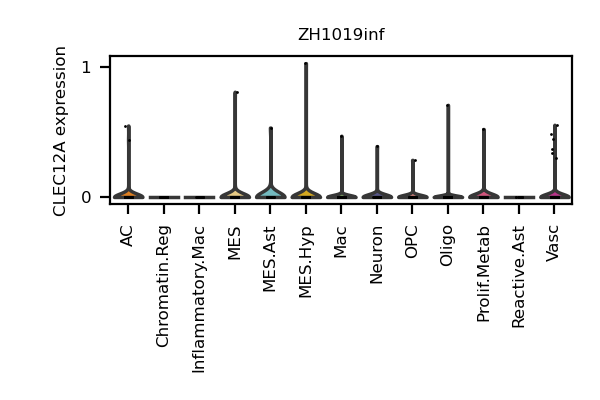 ZH1019inf
CLEC12A expression
1
0
AC
Chromatin.Reg
Inflammatory.Mac
MES
MES.Ast
MES.Hyp
Mac
Neuron
OPC
Oligo
Prolif.Metab
Reactive.Ast
Vasc